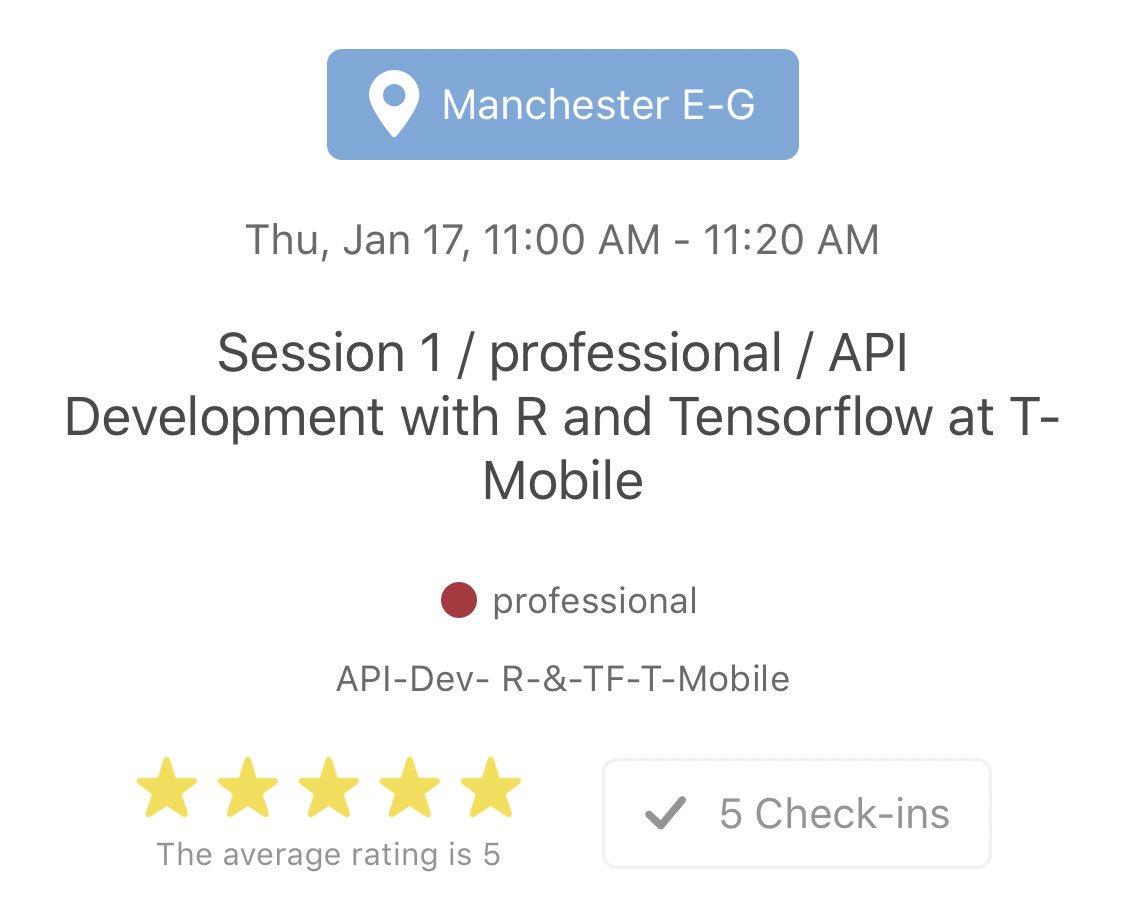 Manchester E-G
Thu, Jan 17, 11:00 AM - 11:20 AM
Session 1 / professional / API
Development with R and Tensorflow at T-
Mobile
professional
API-Dev- R-&-TF-T-Mobile
The average rating is 5
5 Check-ins